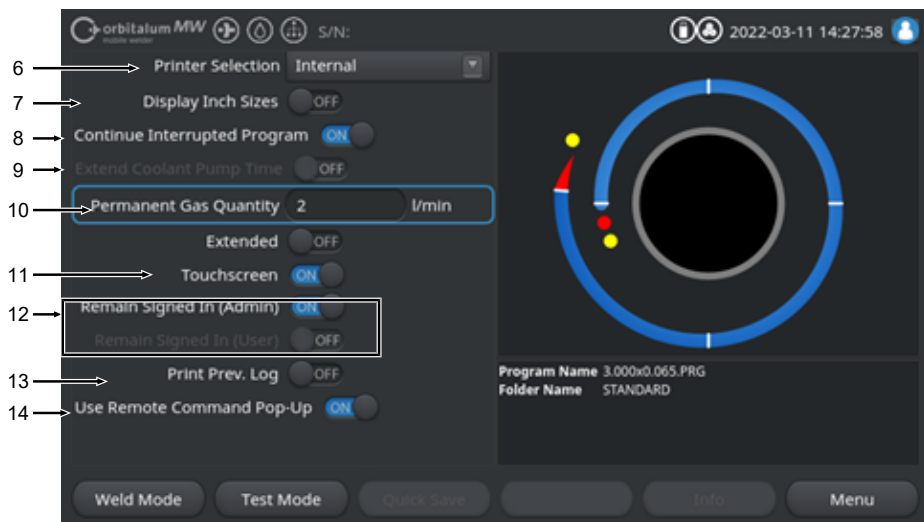 orbitalum MW S/N: 2022-03-11 14:27:58
mobile welder
6 Printer Selection Internal
7 Display Inch Sizes OFF
8 Continue Interrupted Program ON
9 Extend Coolant Pump Time OFF
10 Permanent Gas Quantity 2 l/min
Extended OFF
11 Touchscreen ON
12 Remain Signed In (Admin) ON
Remain Signed In (User) OFF
13 Print Prev. Log OFF
14 Use Remote Command Pop-Up ON
Program Name 3.000x0.065.PRG
Folder Name STANDARD
Weld Mode Test Mode Quick Save Info Menu